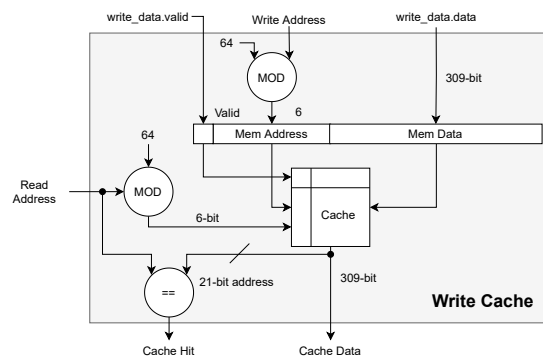 write_data.valid
Write Address
write_data.data
64
MOD
309-bit
Valid
6
Mem Address
Mem Data
64
Read
Address
MOD
Cache
6-bit
21-bit address
309-bit
==
Write Cache
Cache Hit
Cache Data